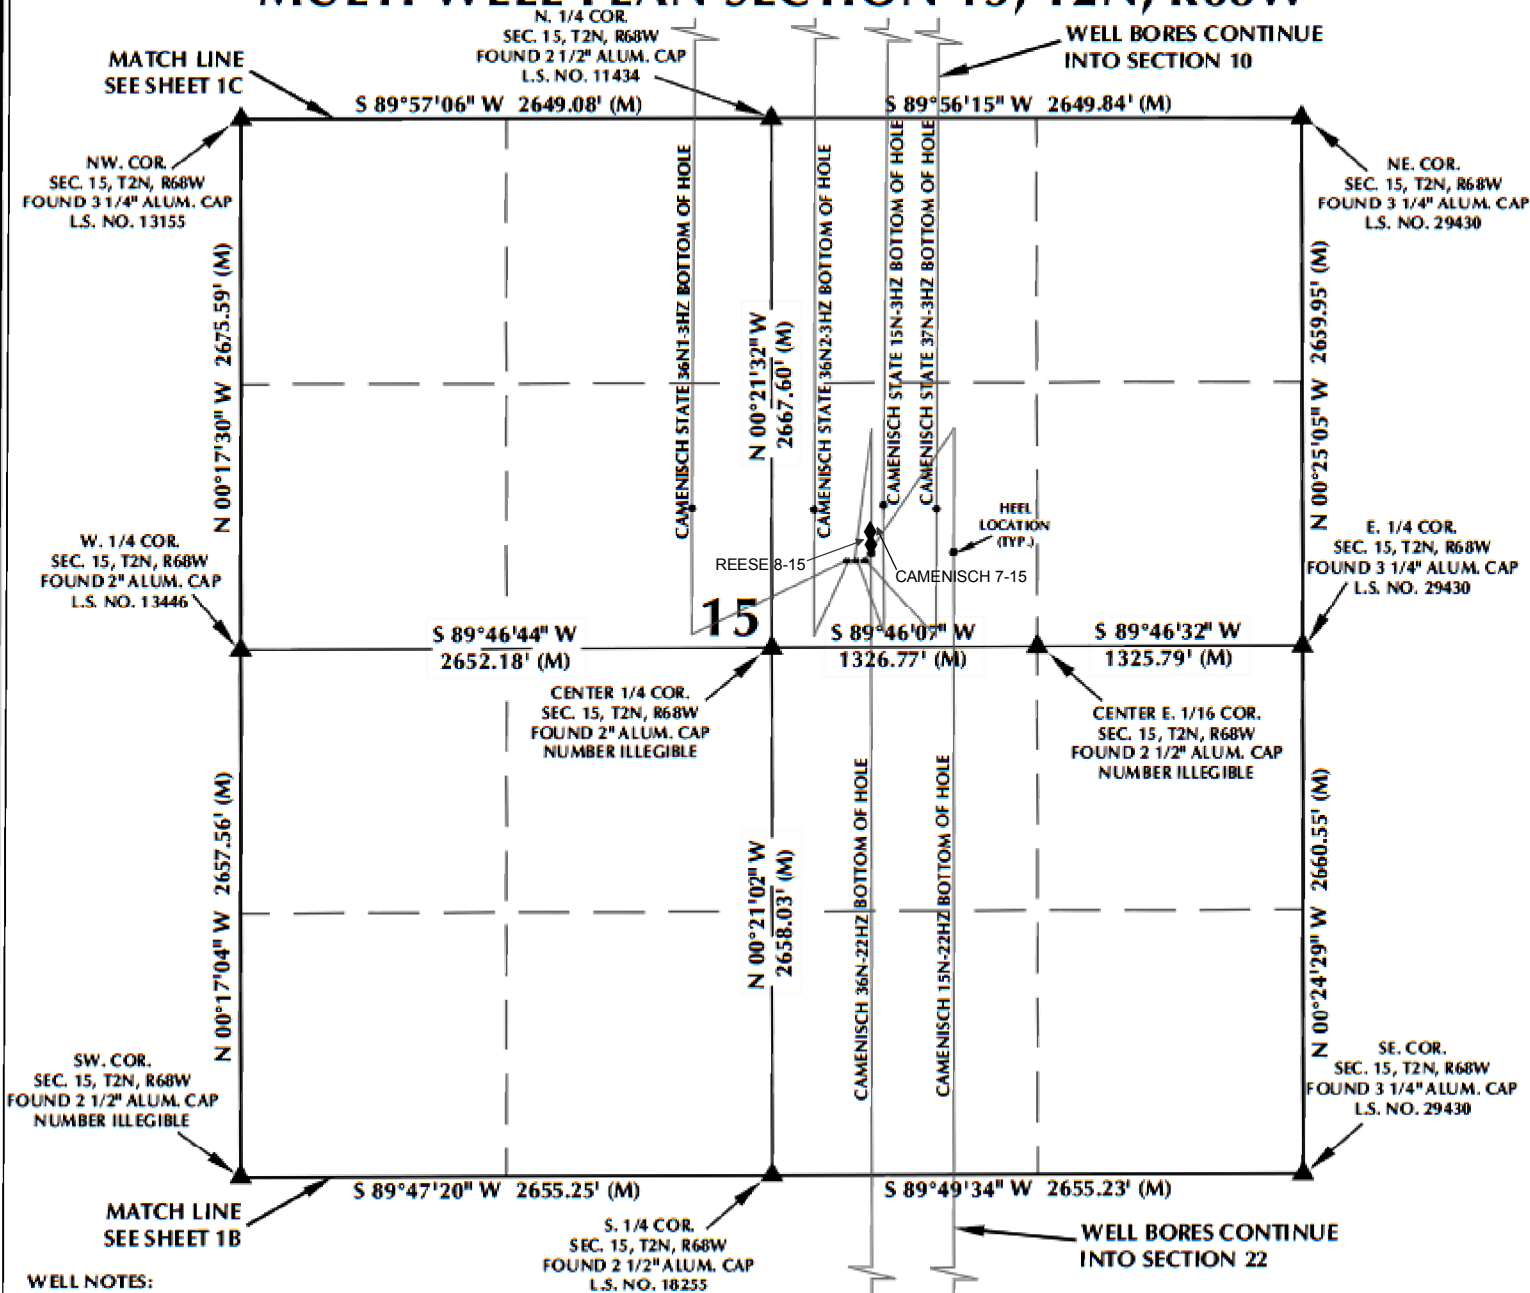 MULTI-WELL PLAN SECTION 15, T2N, R68W
N. 1/4 COR.
SEC. 15, T2N, R68W
FOUND 2 1/2" ALUM. CAP
L.S. NO. 11434
WELL BORES CONTINUE
INTO SECTION 10
MATCH LINE
SEE SHEET 1C
S 89°57'06" W 2649.08' (M)
S 89°56'15" W 2649.84' (M)
NW. COR.
SEC. 15, T2N, R68W
FOUND 3 1/4" ALUM. CAP
L.S. NO. 13155
NE. COR.
SEC. 15, T2N, R68W
FOUND 3 1/4" ALUM. CAP
L.S. NO. 29430
N 00°17'30" W 2675.59' (M)
CAMENISCH STATE 36N1-3HZ BOTTOM OF HOLE
N 00°21'32" W
2667.60' (M)
CAMENISCH STATE 36N2-3HZ BOTTOM OF HOLE
CAMENISCH STATE 15N-3HZ BOTTOM OF HOLE
CAMENISCH STATE 37N-3HZ BOTTOM OF HOLE
N 00°25'05" W 2659.95' (M)
HEEL
LOCATION
(TYP.)
REESE 8-15
CAMENISCH 7-15
W. 1/4 COR.
SEC. 15, T2N, R68W
FOUND 2" ALUM. CAP
L.S. NO. 13446
E. 1/4 COR.
SEC. 15, T2N, R68W
FOUND 3 1/4" ALUM. CAP
L.S. NO. 29430
15
S 89°46'44" W
2652.18' (M)
S 89°46'07" W
1326.77' (M)
S 89°46'32" W
1325.79' (M)
CENTER 1/4 COR.
SEC. 15, T2N, R68W
FOUND 2" ALUM. CAP
NUMBER ILLEGIBLE
CENTER E. 1/16 COR.
SEC. 15, T2N, R68W
FOUND 2 1/2" ALUM. CAP
NUMBER ILLEGIBLE
N 00°17'04" W 2657.56' (M)
N 00°21'02" W
2658.03' (M)
CAMENISCH 36N-22HZ BOTTOM OF HOLE
CAMENISCH 15N-22HZ BOTTOM OF HOLE
N 00°24'29" W 2660.55' (M)
SW. COR.
SEC. 15, T2N, R68W
FOUND 2 1/2" ALUM. CAP
NUMBER ILLEGIBLE
SE. COR.
SEC. 15, T2N, R68W
FOUND 3 1/4" ALUM. CAP
L.S. NO. 29430
S 89°47'20" W 2655.25' (M)
S 89°49'34" W 2655.23' (M)
MATCH LINE
SEE SHEET 1B
S. 1/4 COR.
SEC. 15, T2N, R68W
FOUND 2 1/2" ALUM. CAP
L.S. NO. 18255
WELL BORES CONTINUE
INTO SECTION 22
WELL NOTES: